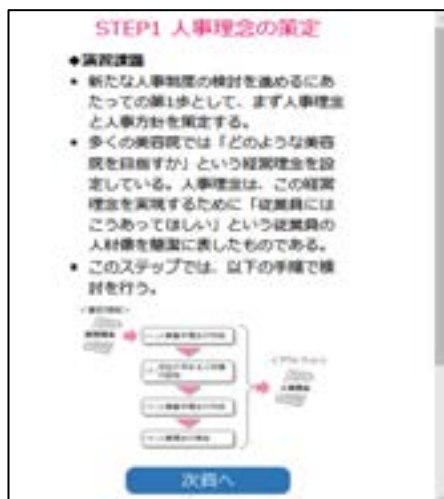 STEP1 人事理念の策定
◆演習課題
• 新たな人事制度の検討を進めるにあ
たっての第1歩として、まず人事理念
と人事方針を策定する。
• 多くの美容院では「どのような美容
院を目指すか」という経営理念を設
定している。人事理念は、この経営
理念を実現するために「従業員には
こうあってほしい」という従業員の
人材像を簡潔に表したものである。
• このステップでは、以下の手順で検
討を行う。
次頁へ